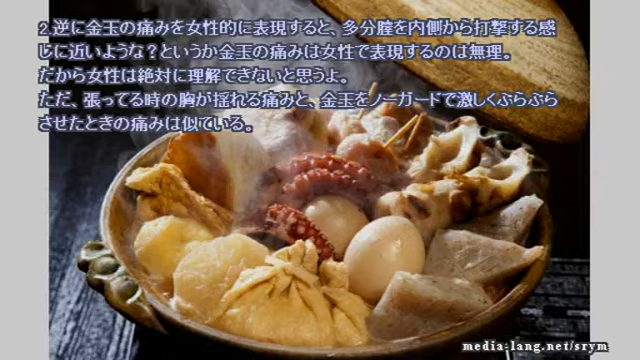 2.逆に金玉の痛みを女性的に表現すると、多分膣を内側から打撃する感
じに近いような？というか金玉の痛みは女性で表現するのは無理。
だから女性は絶対に理解できないと思うよ。
ただ、張ってる時の胸が揺れる痛みと、金玉をノーガードで激しくぶらぶら
させたときの痛みは似ている。
media-lang.net/srym